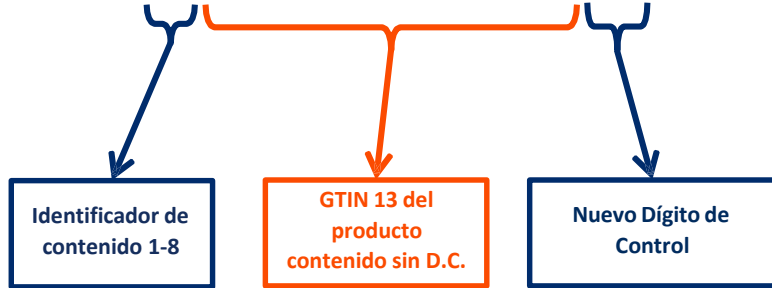 Identificador de
contenido 1-8
GTIN 13 del
producto
contenido sin D.C.
Nuevo Dígito de
Control